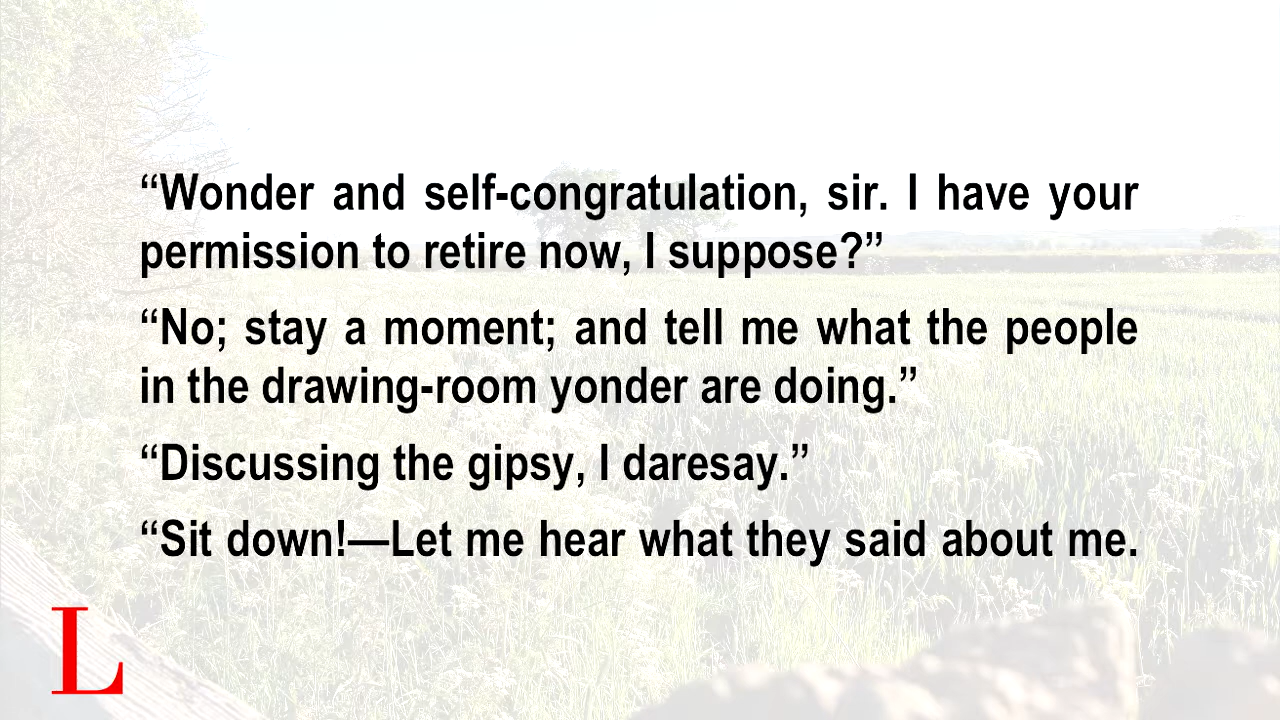 “Wonder and self-congratulation, sir. I have your
permission to retire now, I suppose?”
“No; stay a moment; and tell me what the people
in the drawing-room yonder are doing.”
“Discussing the gipsy, I daresay.”
“Sit down!—Let me hear what they said about me.
L